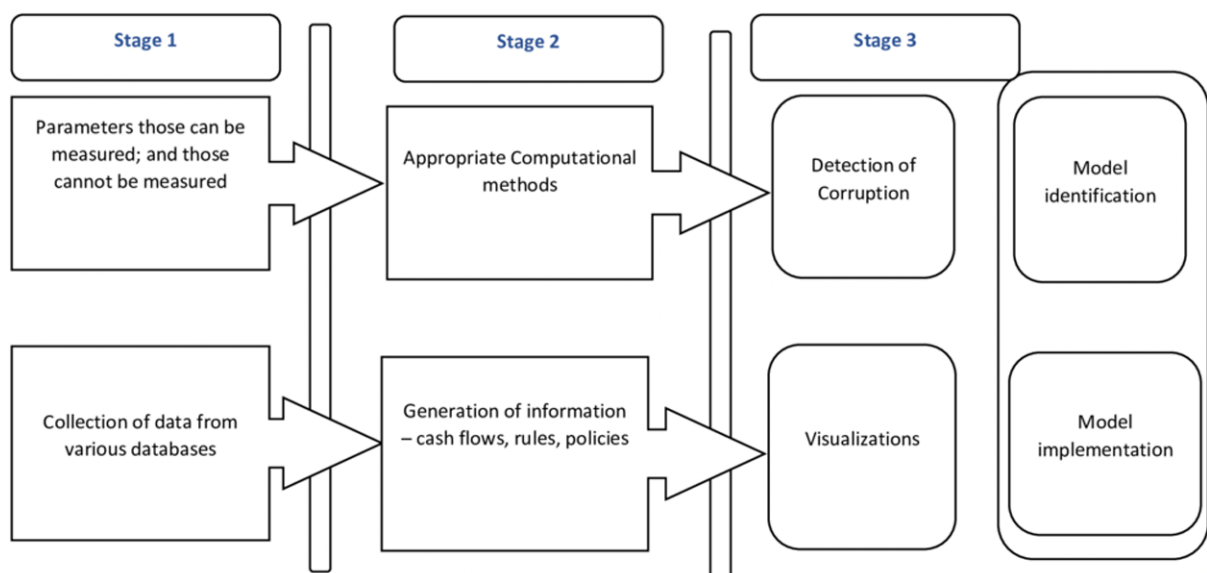 Stage 1
Stage 2
Stage 3
Parameters those can be
measured; and those
cannot be measured
Appropriate Computational
methods
Detection of
Corruption
Model
identification
Collection of data from
various databases
Generation of information
– cash flows, rules, policies
Visualizations
Model
implementation